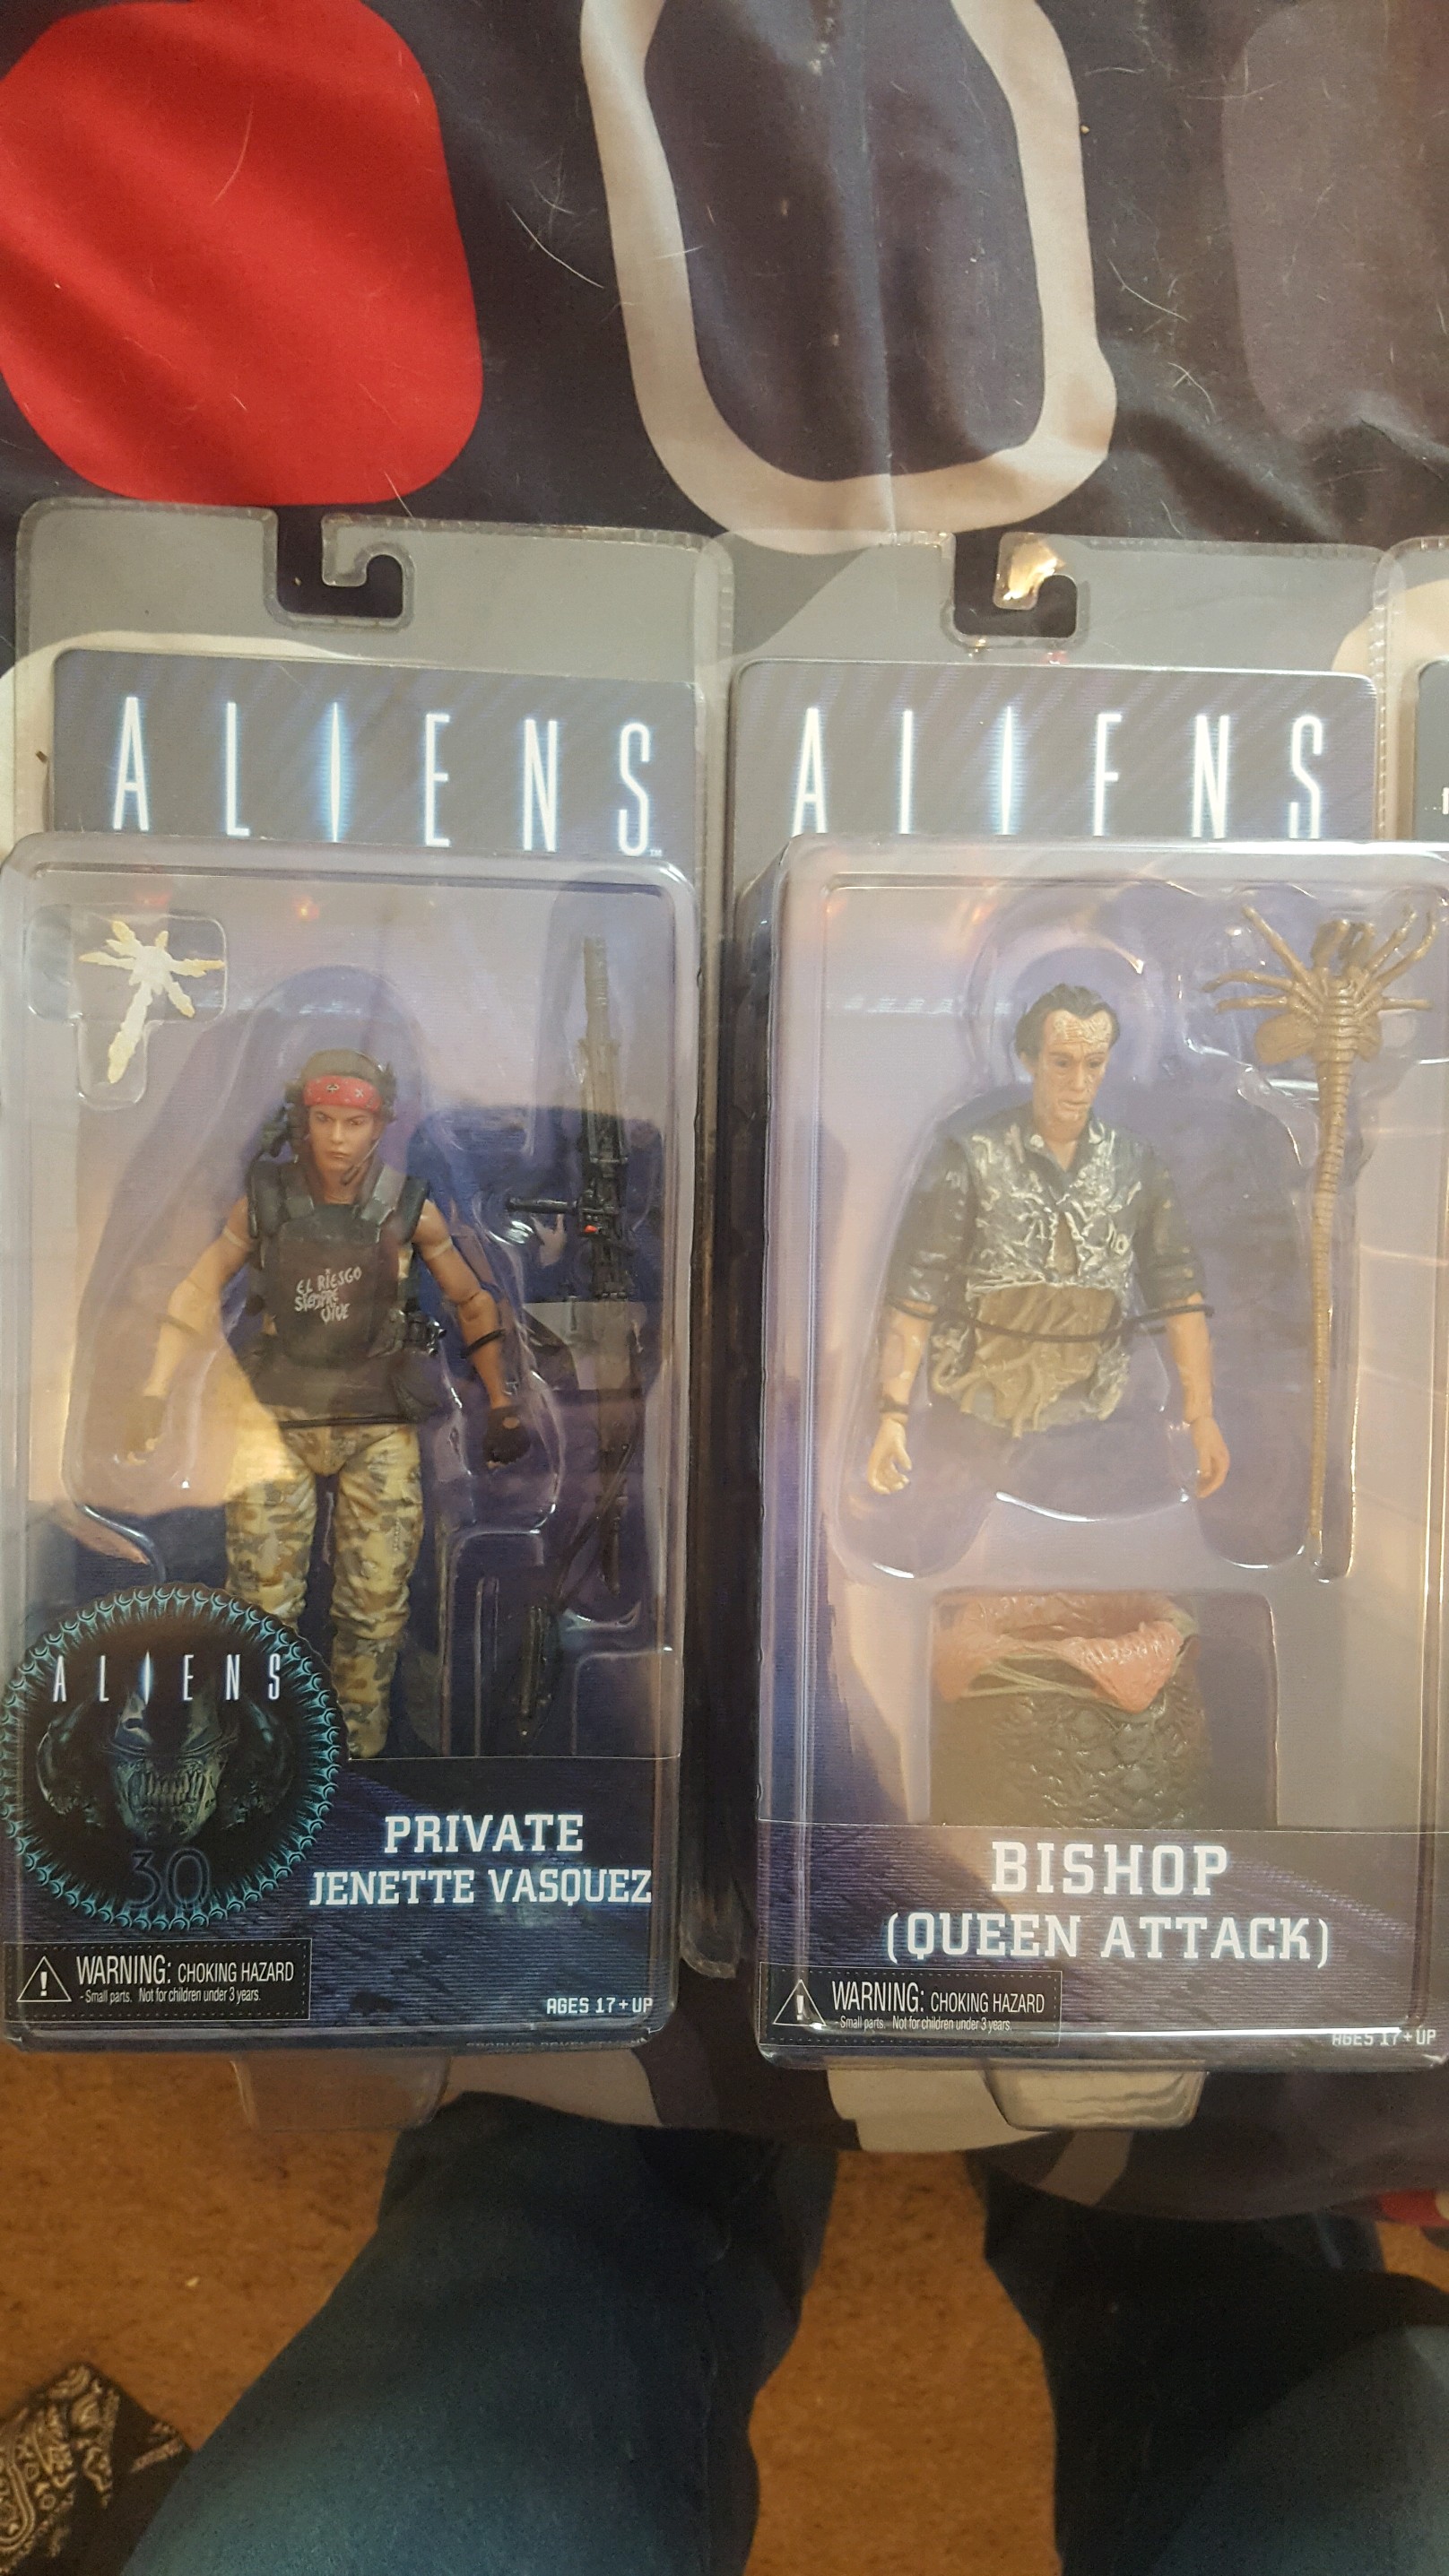 ALIENS™
EL RIESGO
SIEMPRE
VIVE
ALIENS
30
PRIVATE
JENETTE VASQUEZ
WARNING: CHOKING HAZARD
- Small parts. Not for children under 3 years.
AGES 17+UP
ALIENS
BISHOP
(QUEEN ATTACK)
WARNING: CHOKING HAZARD
- Small parts. Not for children under 3 years.
AGES 17+UP